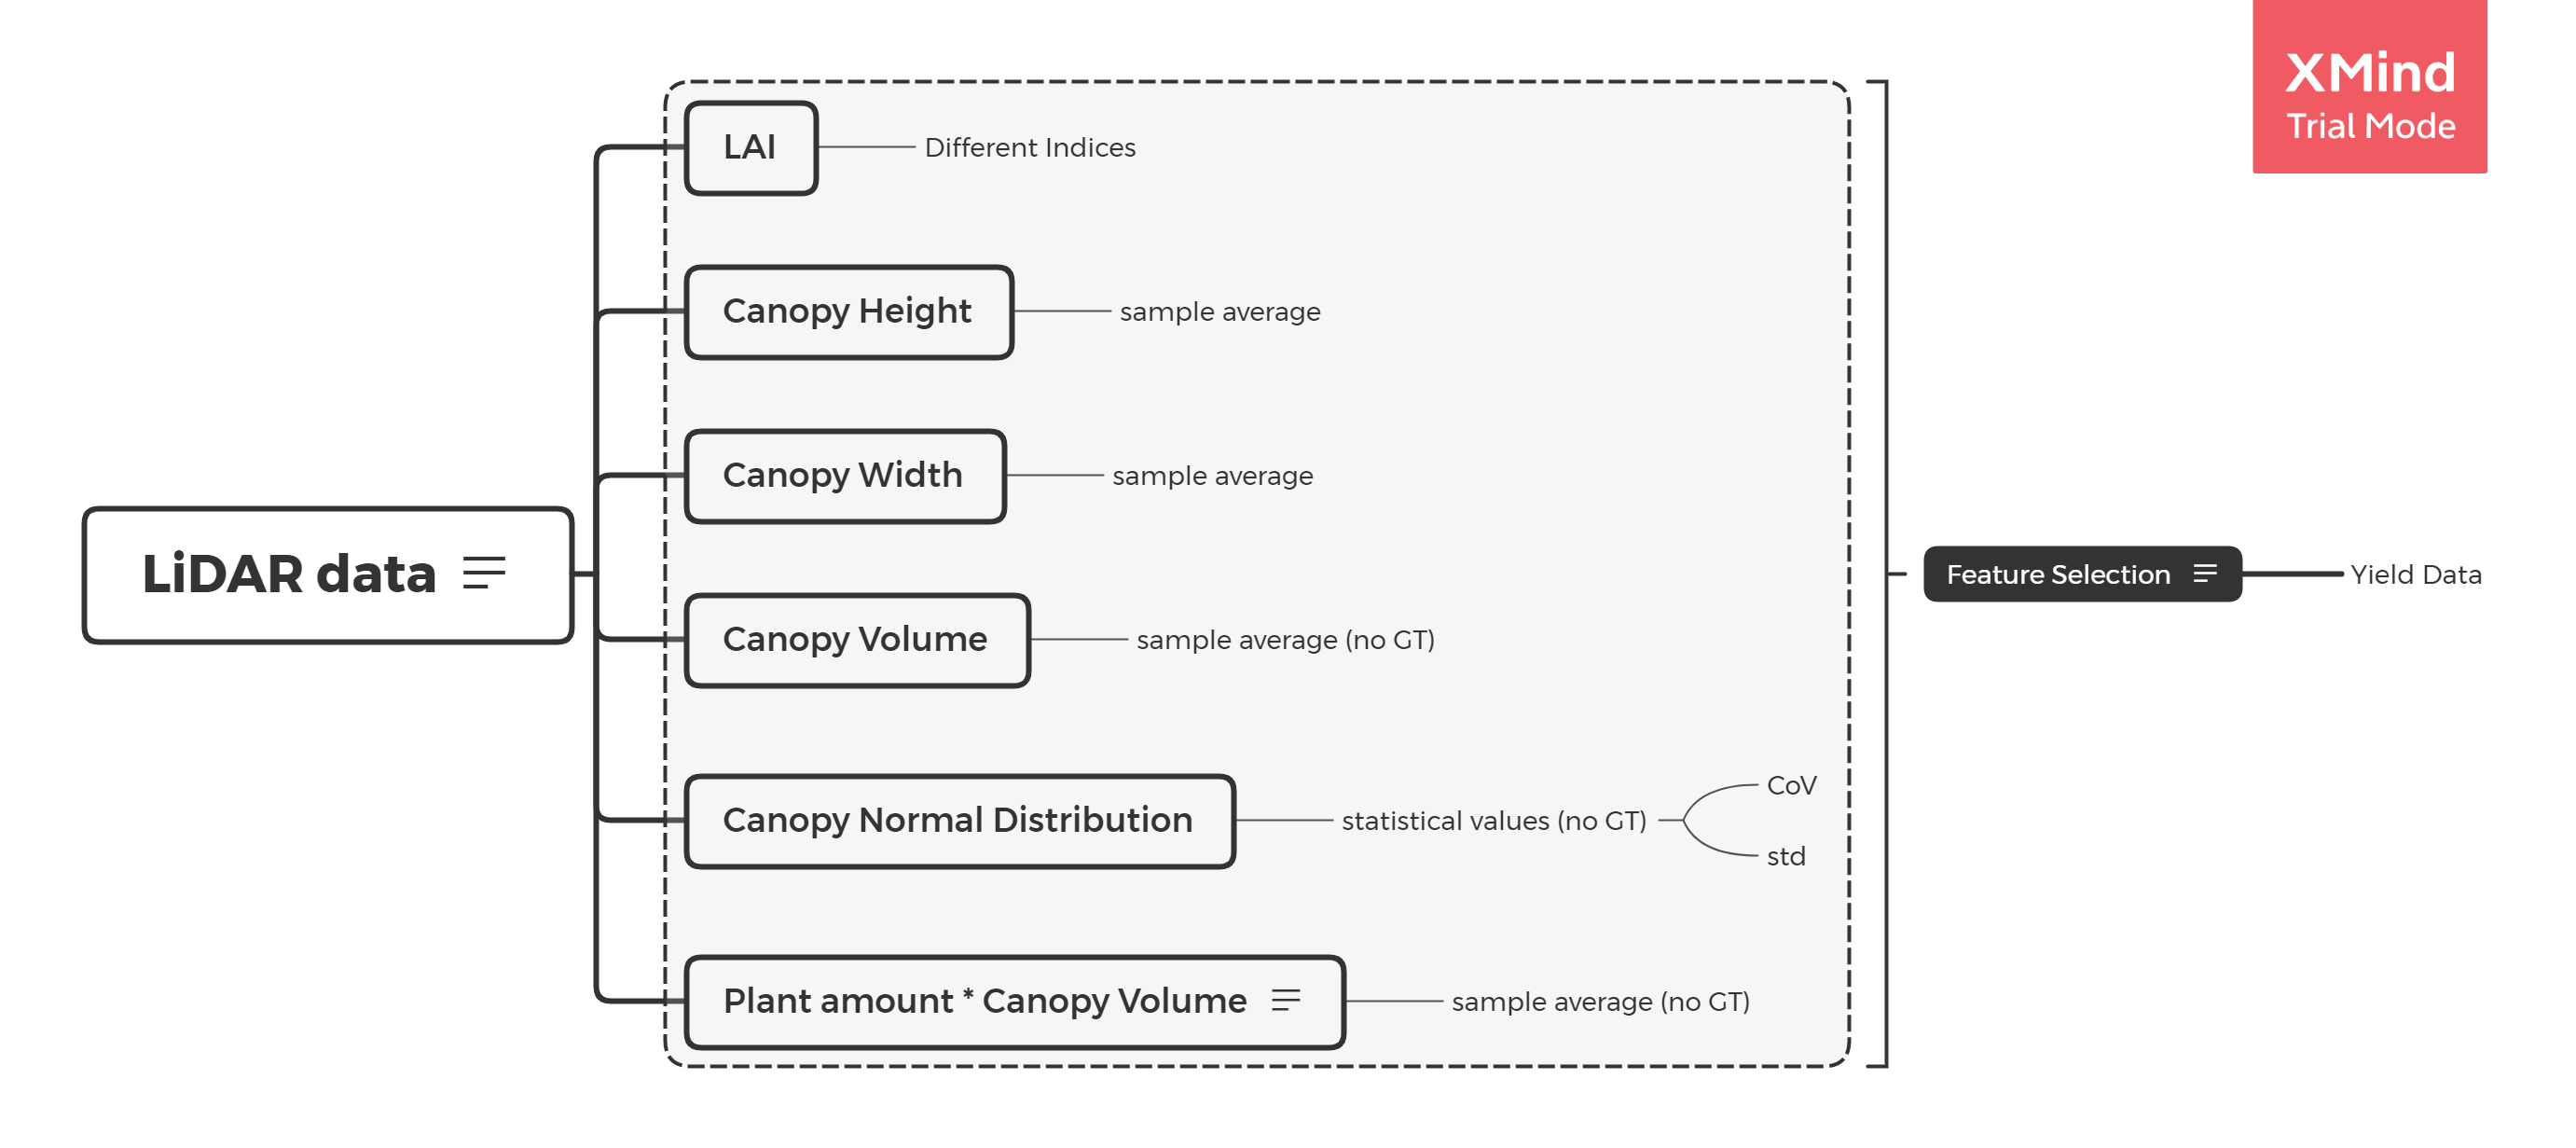 XMind
Trial Mode
LiDAR data
LAI
Different Indices
Canopy Height
sample average
Canopy Width
sample average
Canopy Volume
sample average (no GT)
Canopy Normal Distribution
statistical values (no GT)
CoV
std
Plant amount * Canopy Volume
sample average (no GT)
Feature Selection
Yield Data